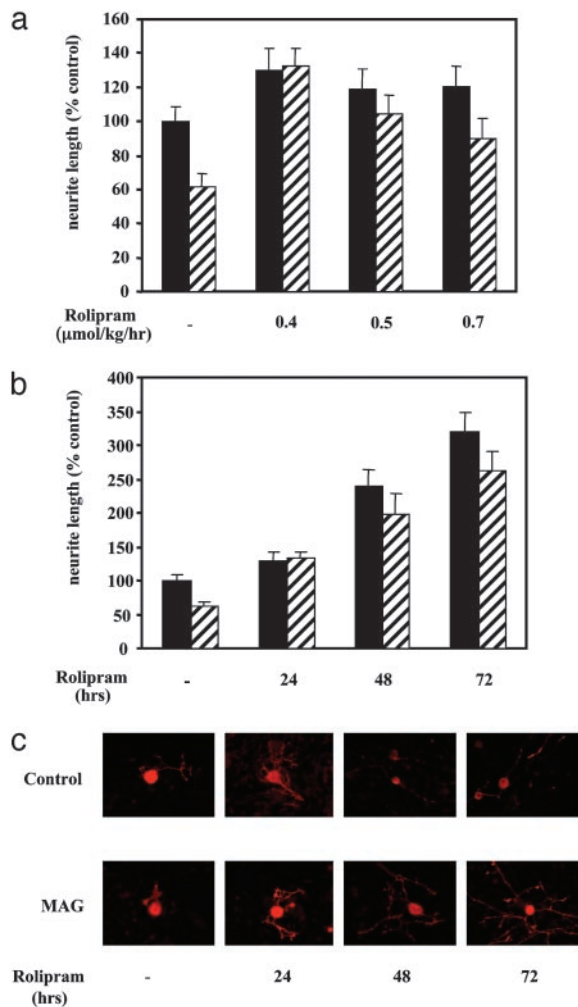 a
neurite length (% control)
160
140
120
100
80
60
40
20
0
Rolipram
(μmol/kg/hr)
- 0.4 0.5 0.7
b
neurite length (% control)
400
350
300
250
200
150
100
50
0
Rolipram
(hrs)
- 24 48 72
c
Control
MAG
Rolipram
(hrs)
- 24 48 72